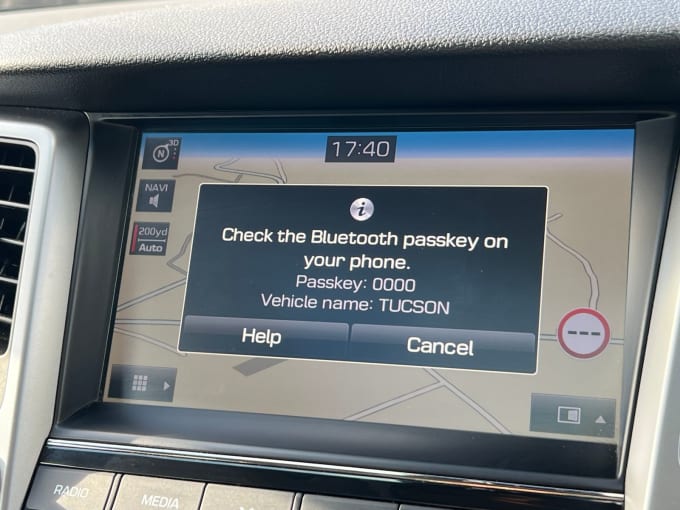 3D
N
17:40
NAVI
200yd
Auto
i
Check the Bluetooth passkey on
your phone.
Passkey: 0000
Vehicle name: TUCSON
Help
Cancel
---
RADIO
MEDIA